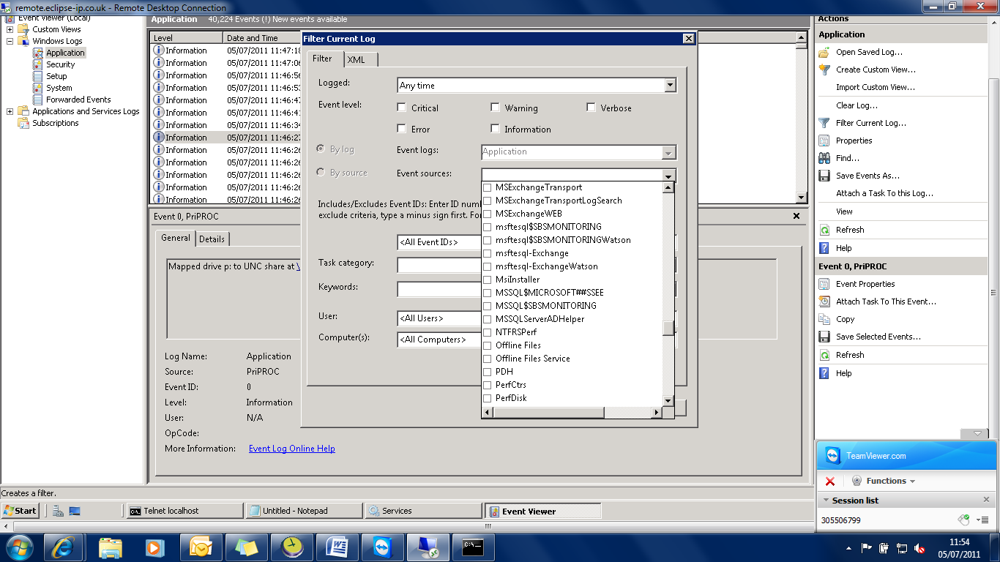 remote.eclipse-ip.co.uk - Remote Desktop Connection
Event Viewer (Local)
Custom Views
Windows Logs
Application
Security
Setup
System
Forwarded Events
Applications and Services Logs
Subscriptions
Application 40,224 Events (!) New events available
Level Date and Time
Information 05/07/2011 11:47:18
Information 05/07/2011 11:47:06
Information 05/07/2011 11:46:56
Information 05/07/2011 11:46:53
Information 05/07/2011 11:46:47
Information 05/07/2011 11:46:41
Information 05/07/2011 11:46:34
Information 05/07/2011 11:46:27
Information 05/07/2011 11:46:26
Information 05/07/2011 11:46:26
Information 05/07/2011 11:46:26
Information 05/07/2011 11:46:26
Information 05/07/2011 11:46:26
Event 0, PriPROC
General Details
Mapped drive p: to UNC share at \
Log Name: Application
Source: PriPROC
Event ID: 0
Level: Information
User: N/A
OpCode:
More Information: Event Log Online Help
Filter Current Log
Filter XML
Logged: Any time
Event level: Critical Warning Verbose
Error Information
By log Event logs: Application
By source Event sources:
Includes/Excludes Event IDs: Enter ID num
exclude criteria, type a minus sign first. Fo
<All Event IDs>
Task category:
Keywords:
User: <All Users>
Computer(s): <All Computers>
MSExchangeTransport
MSExchangeTransportLogSearch
MSExchangeWEB
msftesql$SBSMONITORING
msftesql$SBSMONITORINGWatson
msftesql-Exchange
msftesql-ExchangeWatson
MsiInstaller
MSSQL$MICROSOFT##SSEE
MSSQL$SBSMONITORING
MSSQLServerADHelper
NTFRSPerf
Offline Files
Offline Files Service
PDH
PerfCtrs
PerfDisk
Actions
Application
Open Saved Log...
Create Custom View...
Import Custom View...
Clear Log...
Filter Current Log...
Properties
Find...
Save Events As...
Attach a Task To this Log...
View
Refresh
Help
Event 0, PriPROC
Event Properties
Attach Task To This Event...
Copy
Save Selected Events...
Refresh
Help
TeamViewer.com
Functions
Session list
305506799
Creates a filter.
Start Telnet localhost Untitled - Notepad Services Event Viewer
11:54
05/07/2011